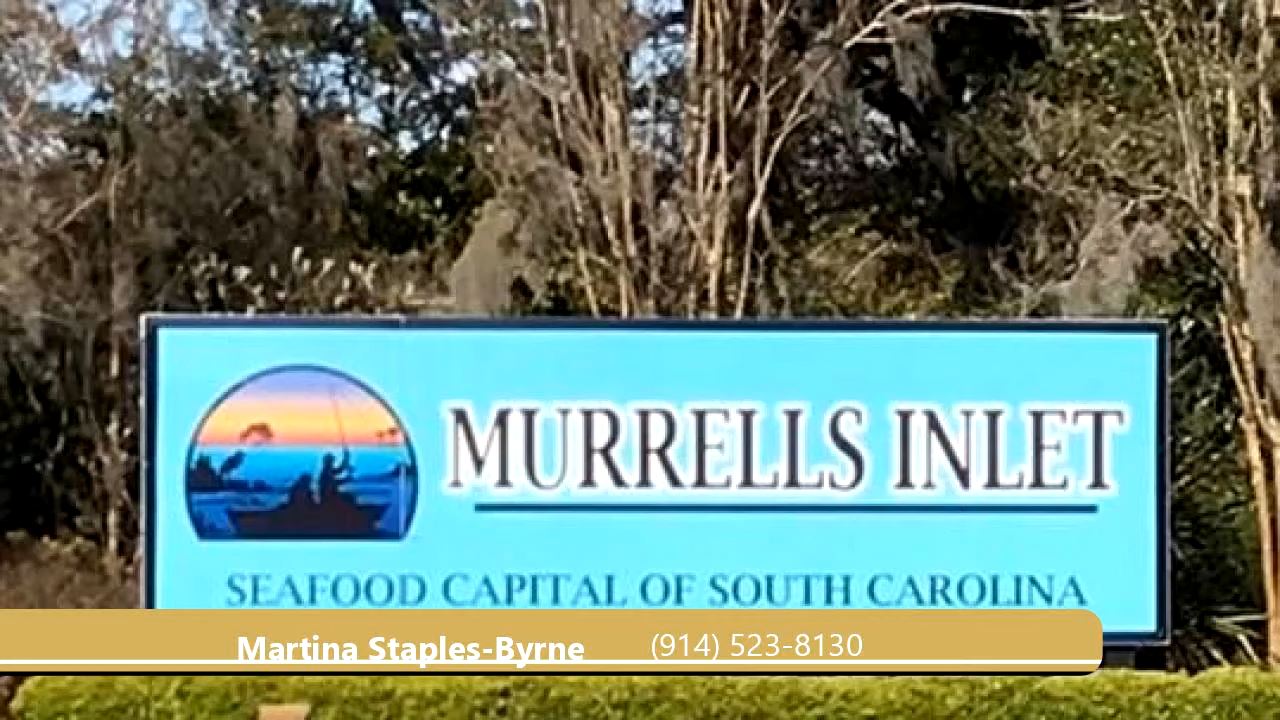 MURRELLS INLET
SEAFOOD CAPITAL OF SOUTH CAROLINA
Martina Staples-Byrne (914) 523-8130